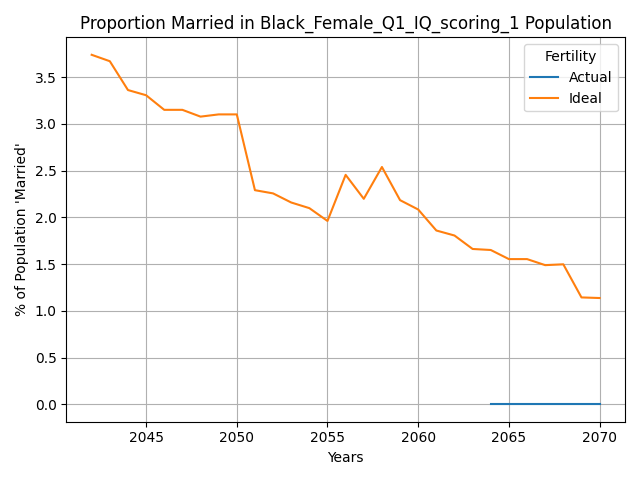 Proportion Married in Black_Female_Q1_IQ_scoring_1 Population
Fertility
Actual
Ideal
% of Population 'Married'
3.5
3.0
2.5
2.0
1.5
1.0
0.5
0.0
2045 2050 2055 2060 2065 2070
Years